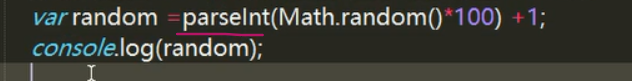 var random =parseInt(Math.random()*100) +1;
console.log(random);